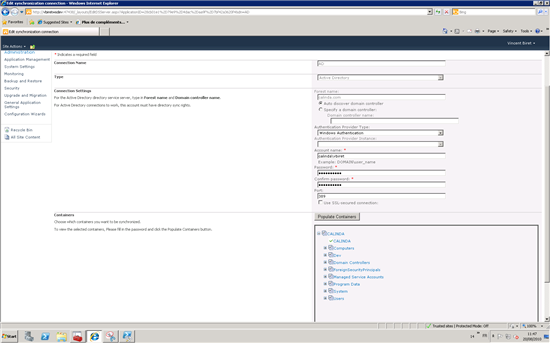 Edit synchronization connection - Windows Internet Explorer
Bing
Favorites
Suggested Sites
Plus de compléments...
Edit synchronization connection
Page
Safety
Tools
Site Actions
Vincent Biret
Administration
Application Management
System Settings
Monitoring
Backup and Restore
Security
Upgrade and Migration
General Application Settings
Configuration Wizards
Recycle Bin
All Site Content
* Indicates a required field
Connection Name
Type
Active Directory
Connection Settings
For the Active Directory directory service server, type in Forest name and Domain controller name.
For Active Directory connections to work, this account must have directory sync rights.
Forest name:
Auto discover domain controller
Specify a domain controller:
Domain controller name:
Authentication Provider Type:
Windows Authentication
Authentication Provider Instance:
Account name: *
calinda\vbiret
Example: DOMAIN\user_name
Password: *
Confirm password: *
Port:
389
Use SSL-secured connection:
Containers
Choose which containers you want to be synchronized.
To view the selected containers, Please fill in the password and click the Populate Containers button.
Populate Containers
CALINDA
CALINDA
Computers
Dev
Domain Controllers
ForeignSecurityPrincipals
Managed Service Accounts
Program Data
System
Users
Trusted sites | Protected Mode: Off
100%
Start
11:47